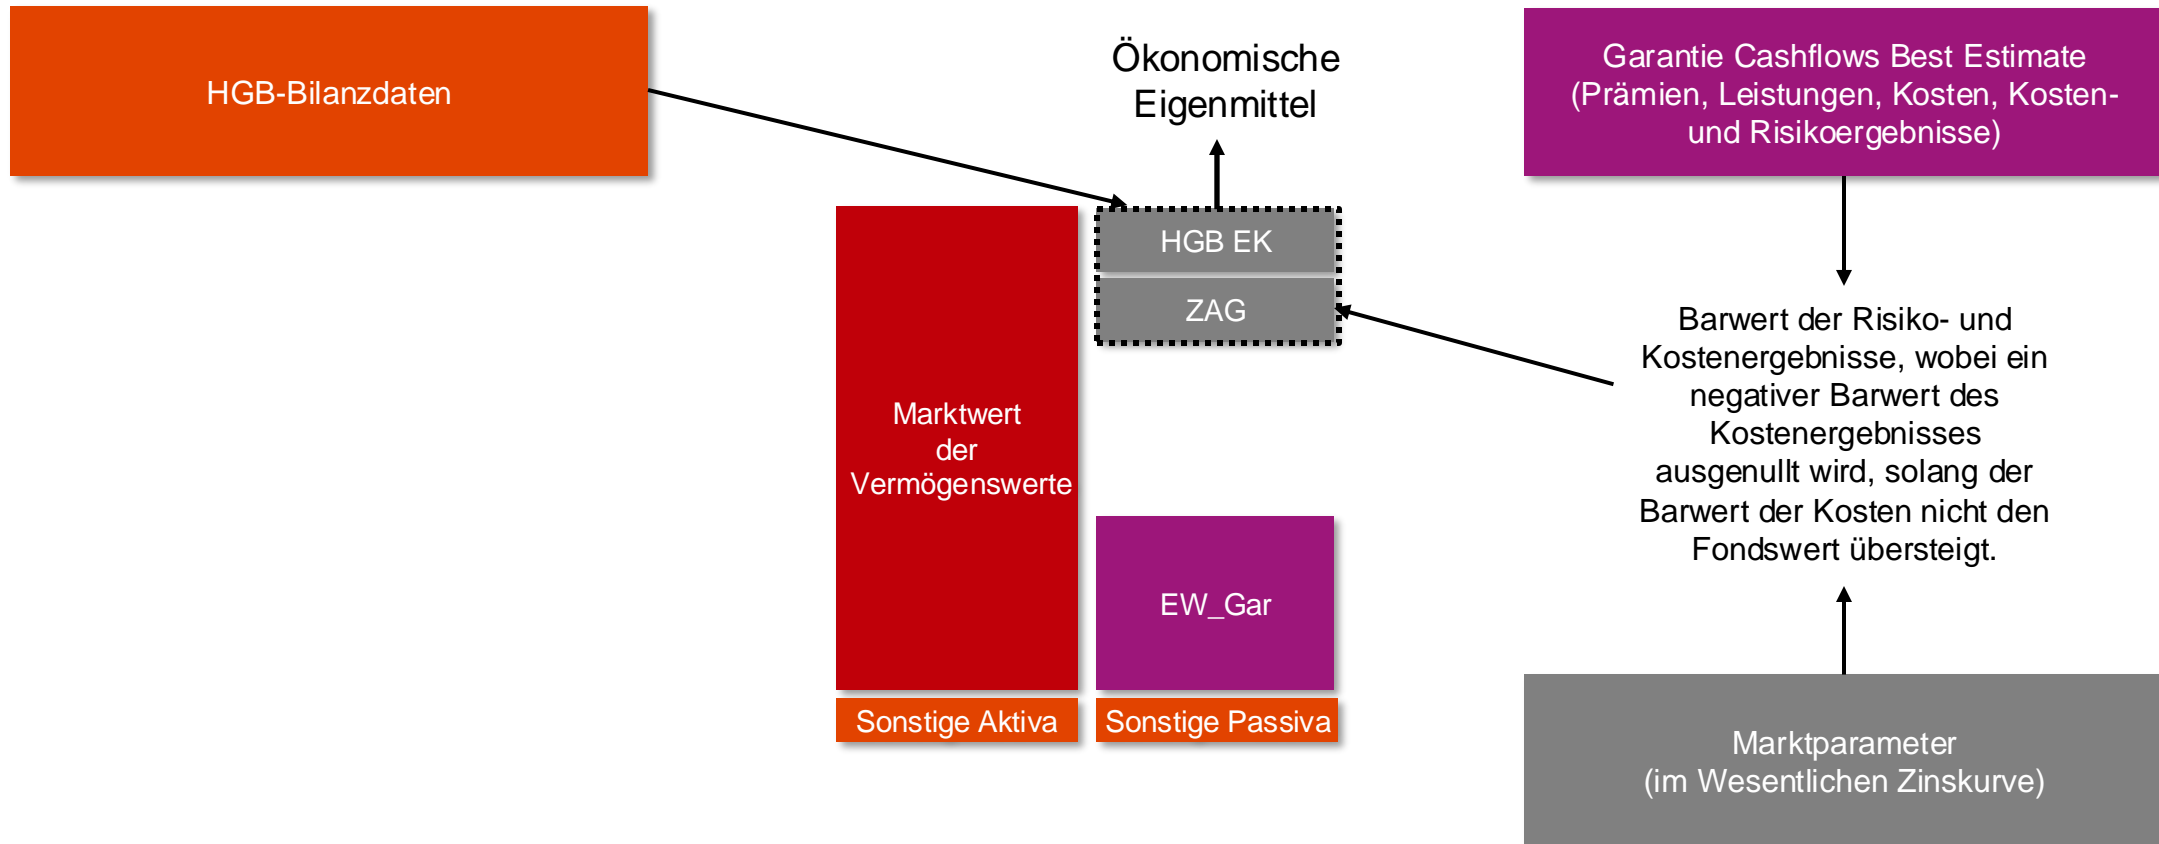 HGB-Bilanzdaten
Ökonomische
Eigenmittel
Garantie Cashflows Best Estimate
(Prämien, Leistungen, Kosten, Kosten-
und Risikoergebnisse)
HGB EK
ZAG
Marktwert
der
Vermögenswerte
EW_Gar
Sonstige Aktiva
Sonstige Passiva
Barwert der Risiko- und
Kostenergebnisse, wobei ein
negativer Barwert des
Kostenergebnisses
ausgenullt wird, solang der
Barwert der Kosten nicht den
Fondswert übersteigt.
Marktparameter
(im Wesentlichen Zinskurve)